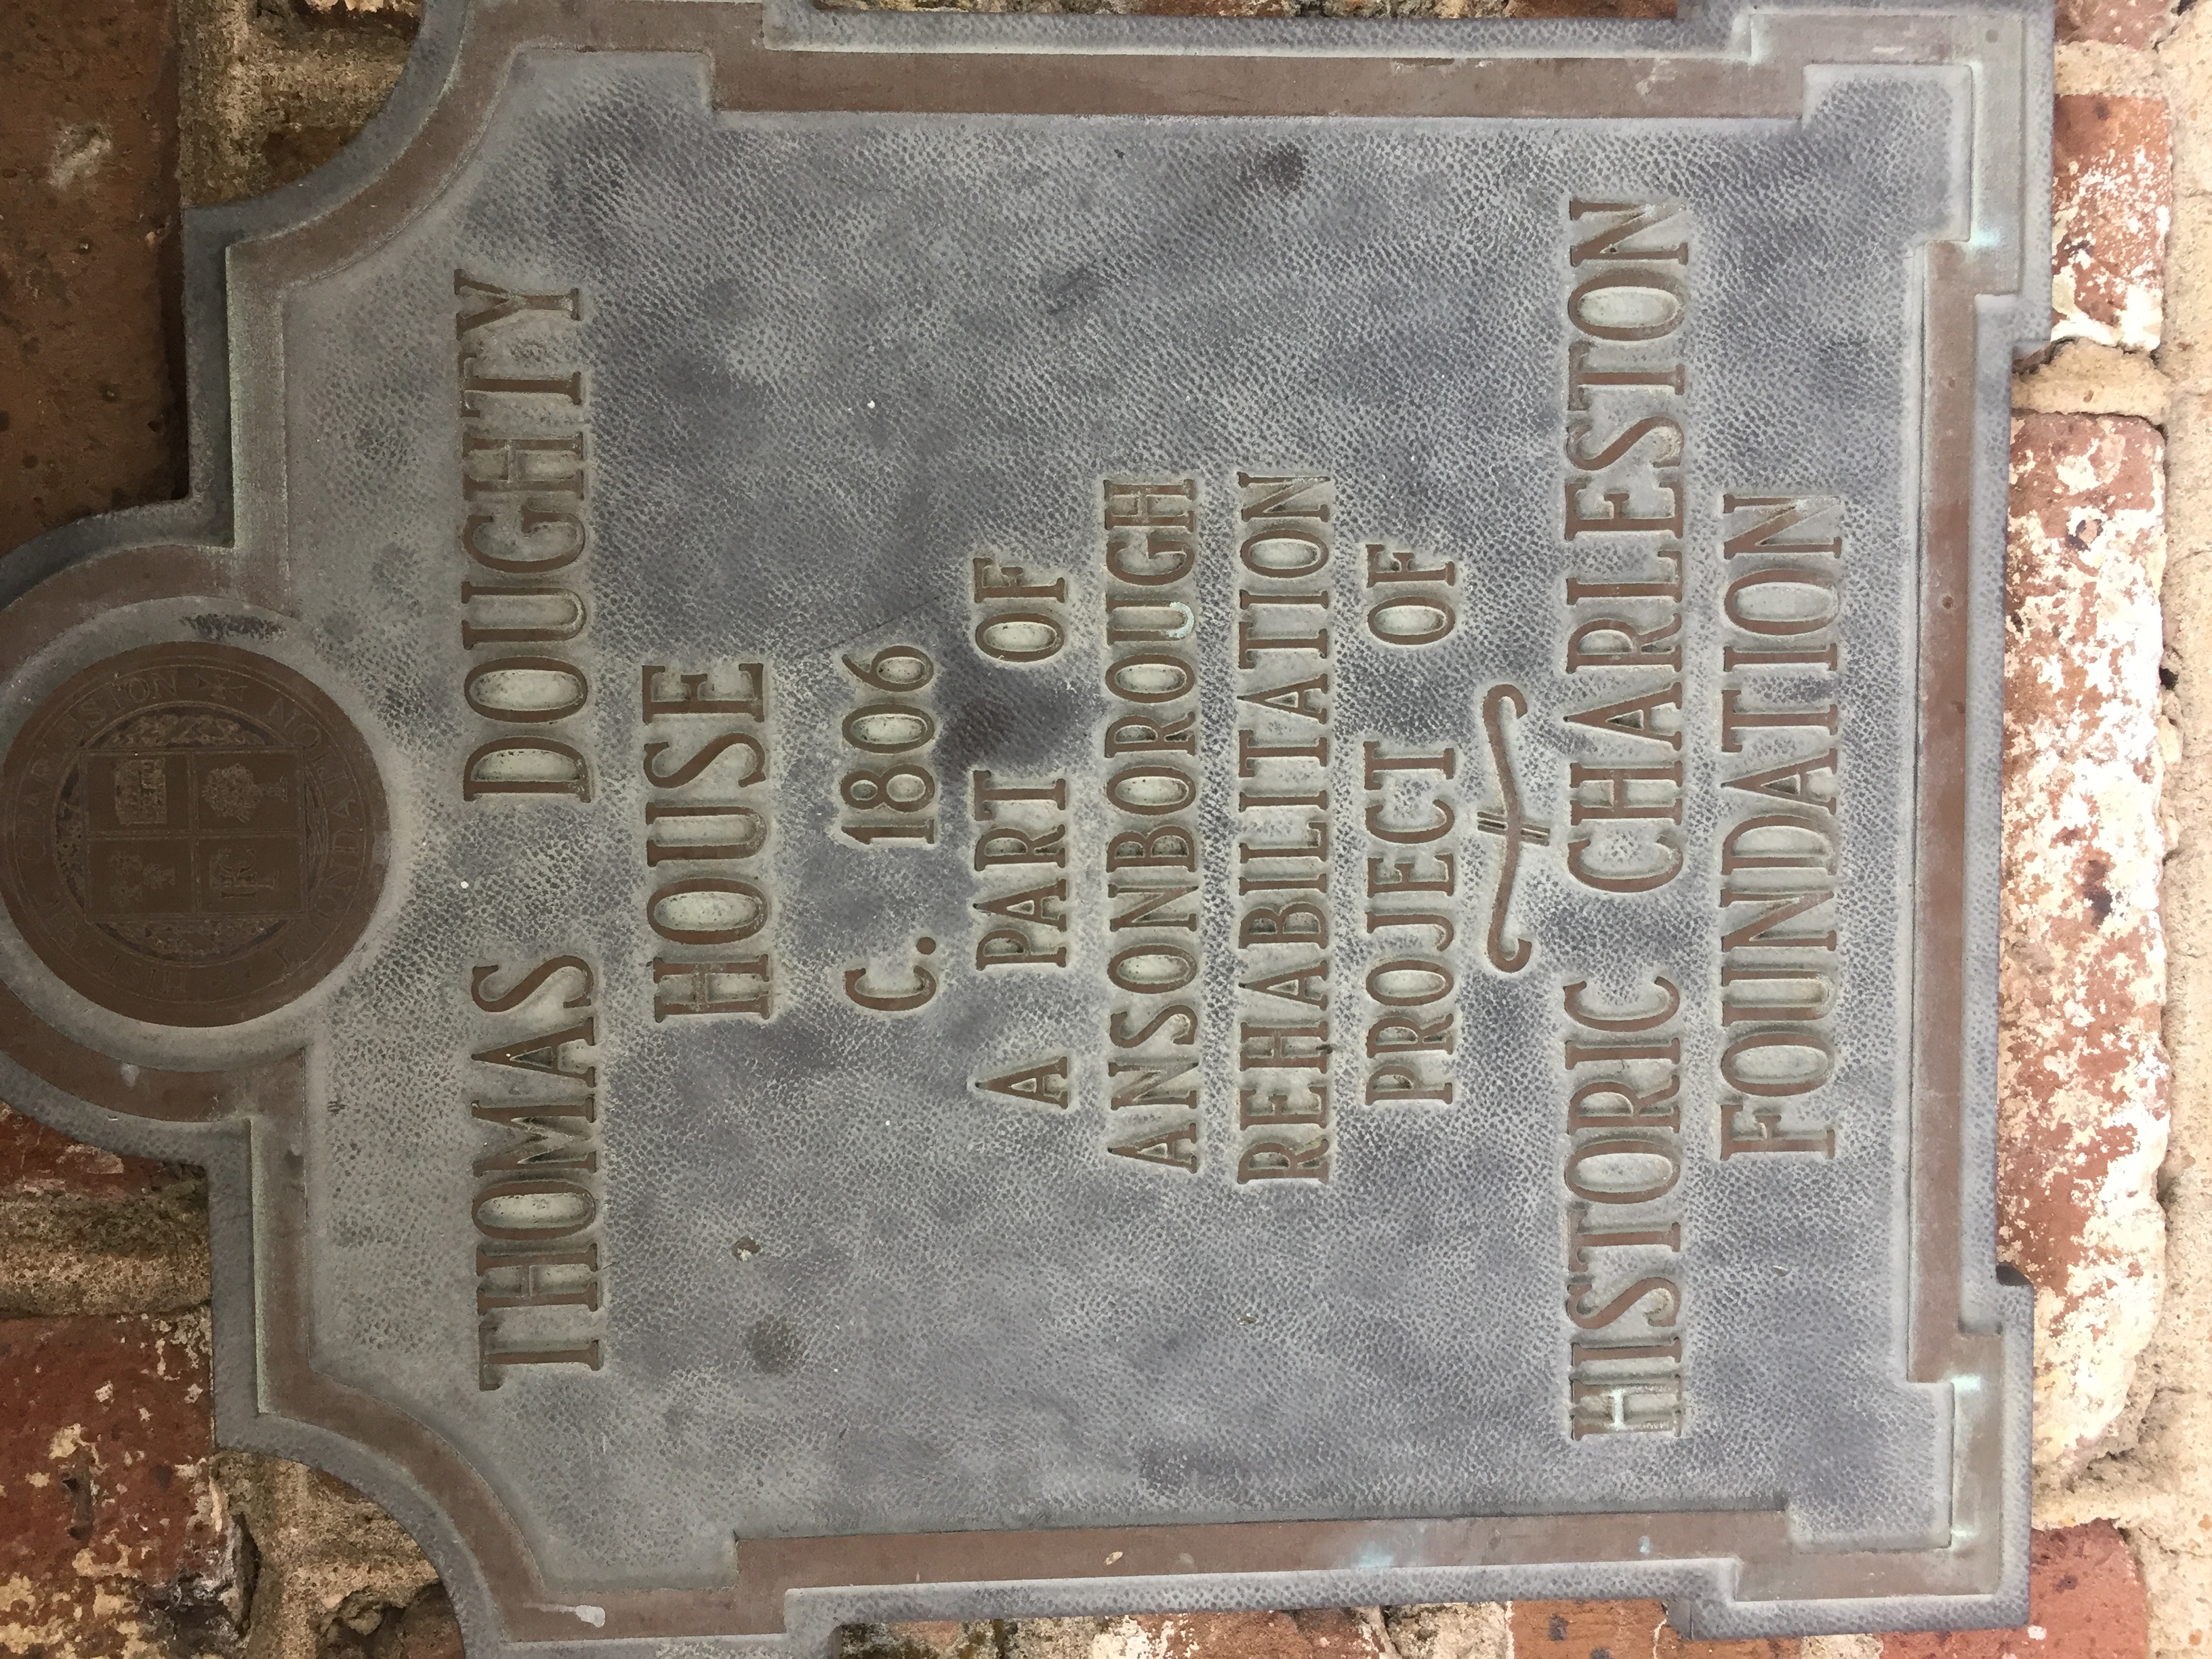 THOMAS DOUGHTY
HOUSE
C. 1806
A PART OF
ANSONBOROUGH
REHABILITATION
PROJECT OF
HISTORIC CHARLESTON
FOUNDATION